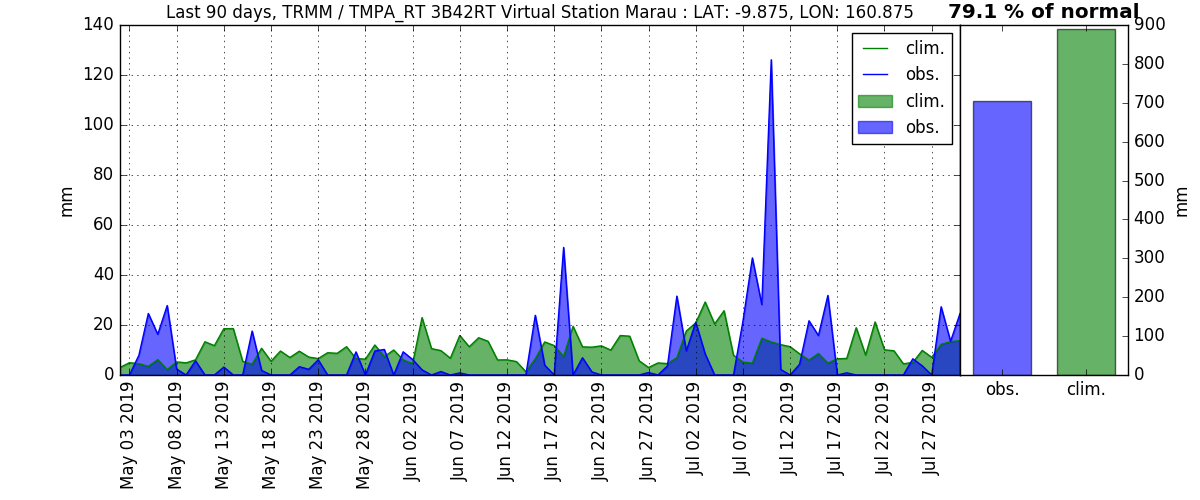 Last 90 days, TRMM / TMPA_RT 3B42RT Virtual Station Marau : LAT: -9.875, LON: 160.875
79.1 % of normal
mm
140
120
100
80
60
40
20
0
clim.
obs.
clim.
obs.
May 03 2019
May 08 2019
May 13 2019
May 18 2019
May 23 2019
May 28 2019
Jun 02 2019
Jun 07 2019
Jun 12 2019
Jun 17 2019
Jun 22 2019
Jun 27 2019
Jul 02 2019
Jul 07 2019
Jul 12 2019
Jul 17 2019
Jul 22 2019
Jul 27 2019
900
800
700
600
500
400
300
200
100
0
mm
obs.
clim.